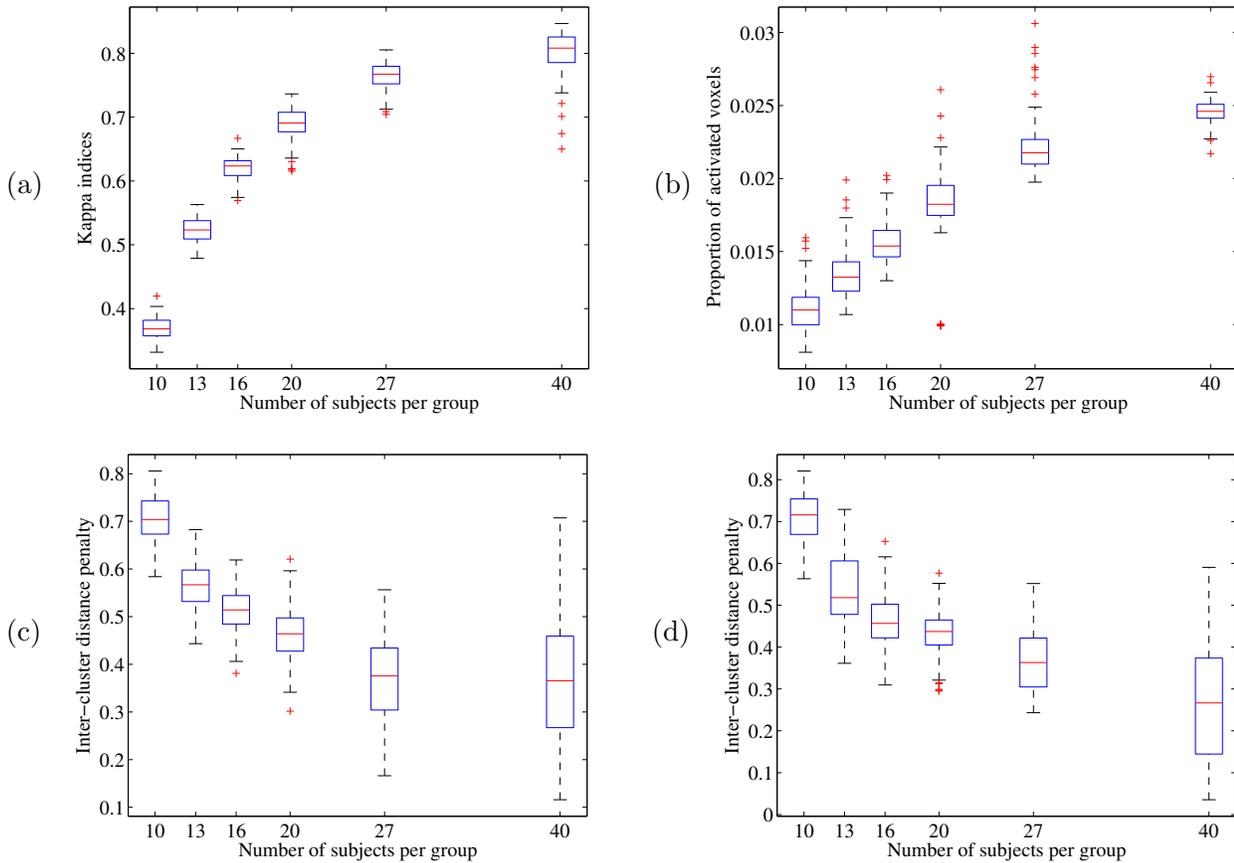 (a)
Kappa indices
0.8
0.7
0.6
0.5
0.4
10 13 16 20 27 40
Number of subjects per group
(b)
Proportion of activated voxels
0.03
0.025
0.02
0.015
0.01
10 13 16 20 27 40
Number of subjects per group
(c)
Inter−cluster distance penalty
0.8
0.7
0.6
0.5
0.4
0.3
0.2
0.1
10 13 16 20 27 40
Number of subjects per group
(d)
Inter−cluster distance penalty
0.8
0.7
0.6
0.5
0.4
0.3
0.2
0.1
0
10 13 16 20 27 40
Number of subjects per group